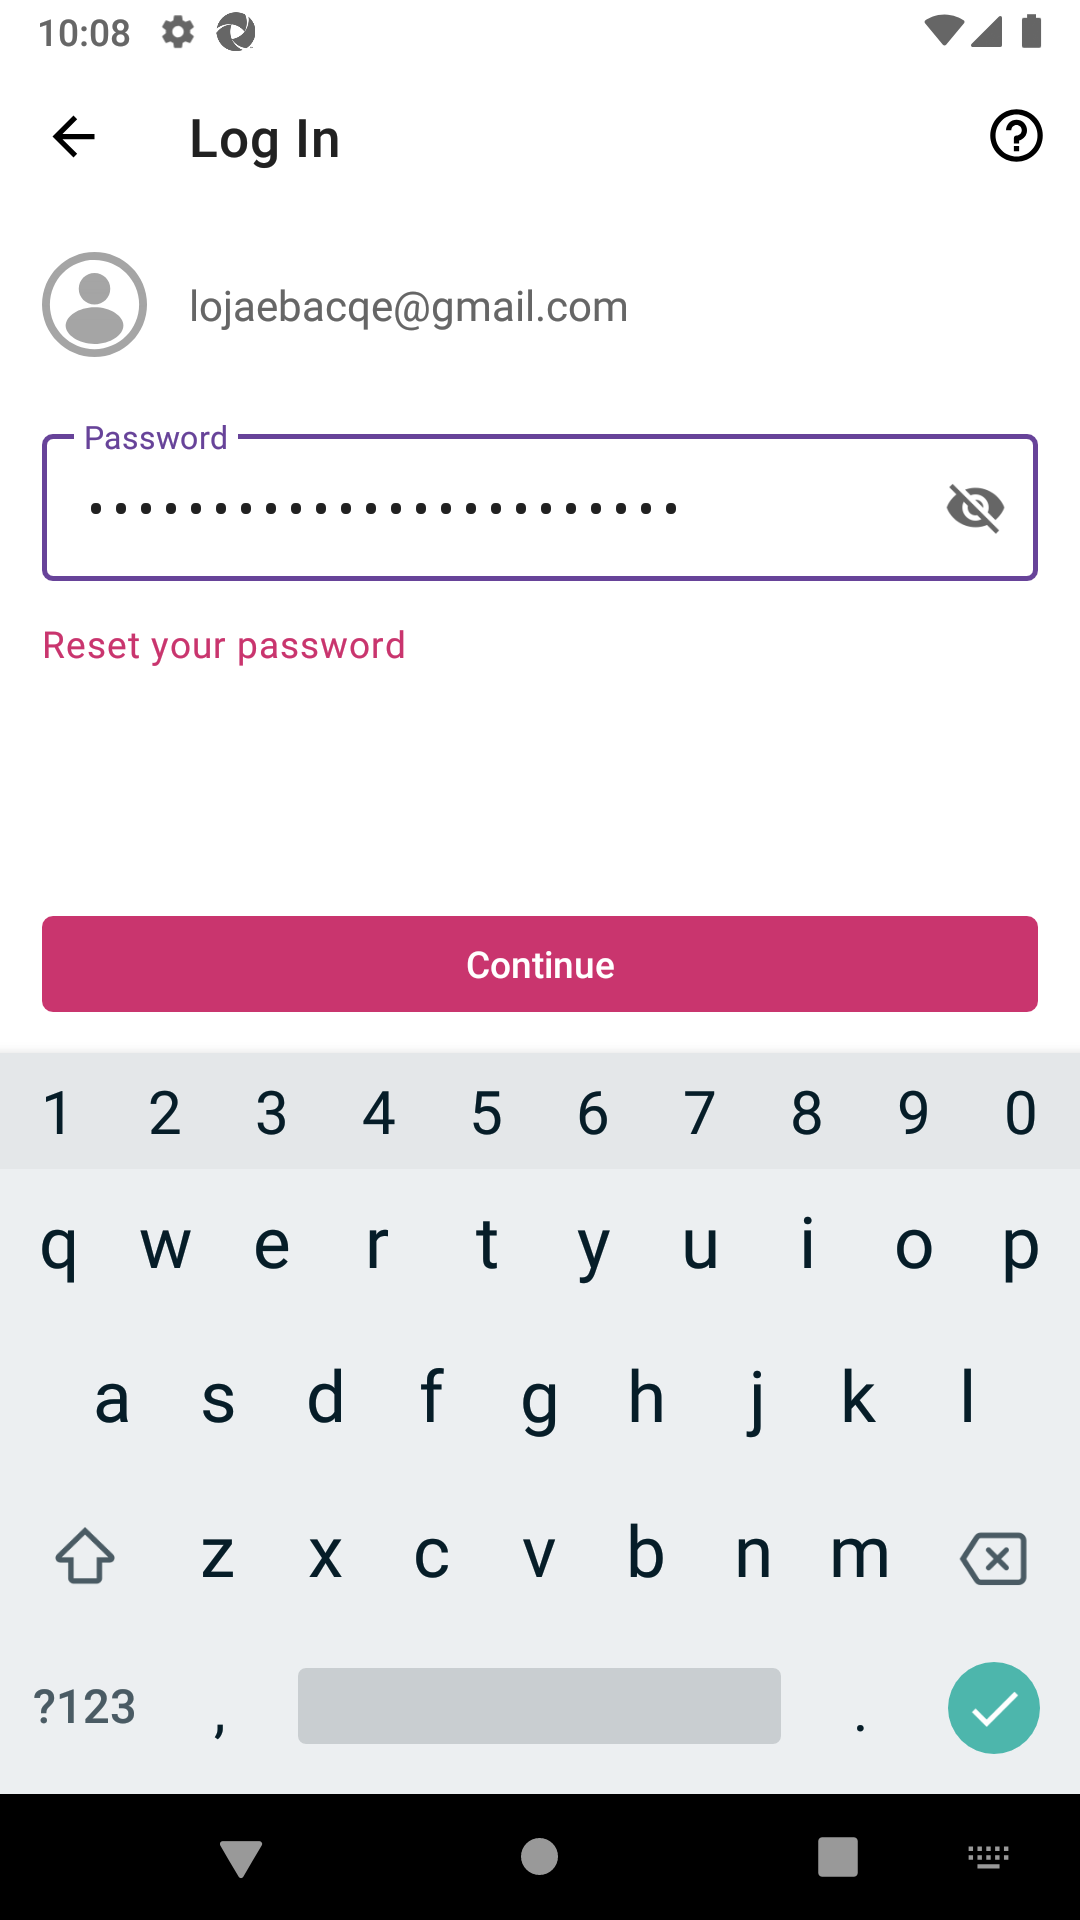 10:08
Log In
lojaebacqe@gmail.com
Password
••••••••••••••••••••••••
Reset your password
Continue
1 2 3 4 5 6 7 8 9 0
q w e r t y u i o p
a s d f g h j k l
z x c v b n m
?123 , .